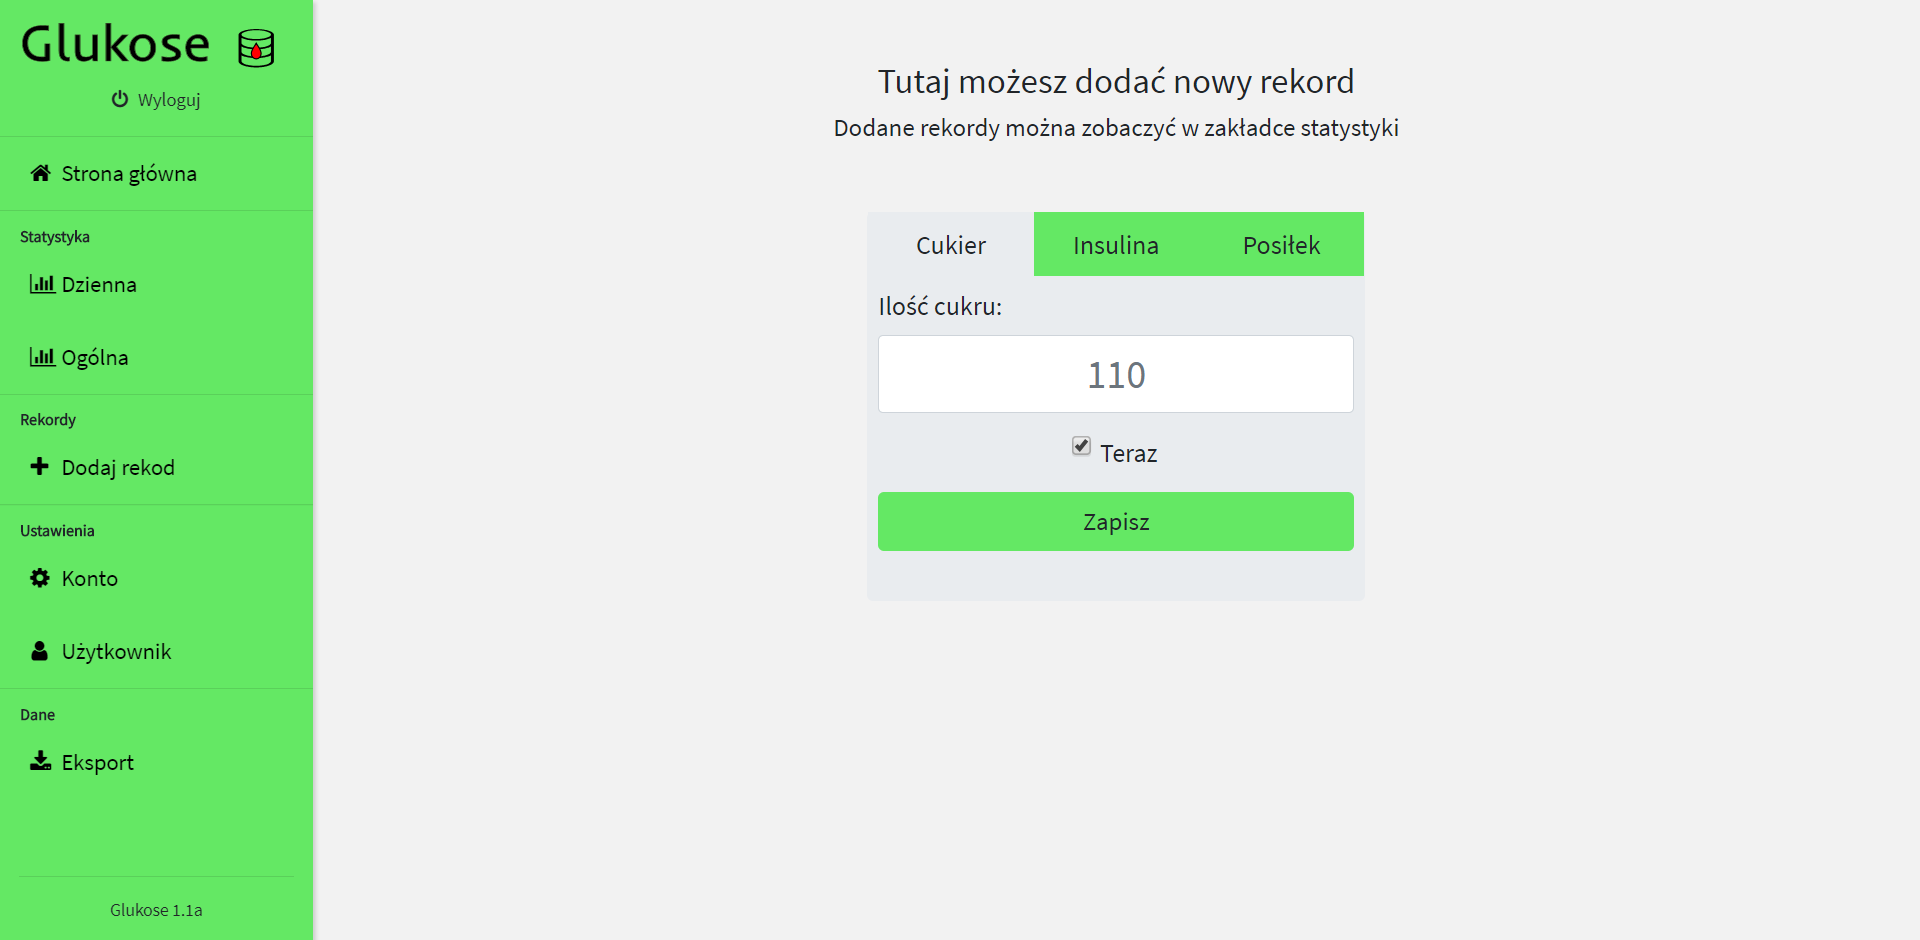 Glukose
Wyloguj
Strona główna
Statystyka
Dzienna
Ogólna
Rekordy
Dodaj rekod
Ustawienia
Konto
Użytkownik
Dane
Eksport
Glukose 1.1a
Tutaj możesz dodać nowy rekord
Dodane rekordy można zobaczyć w zakładce statystyki
Cukier Insulina Posiłek
Ilość cukru:
110
Teraz
Zapisz